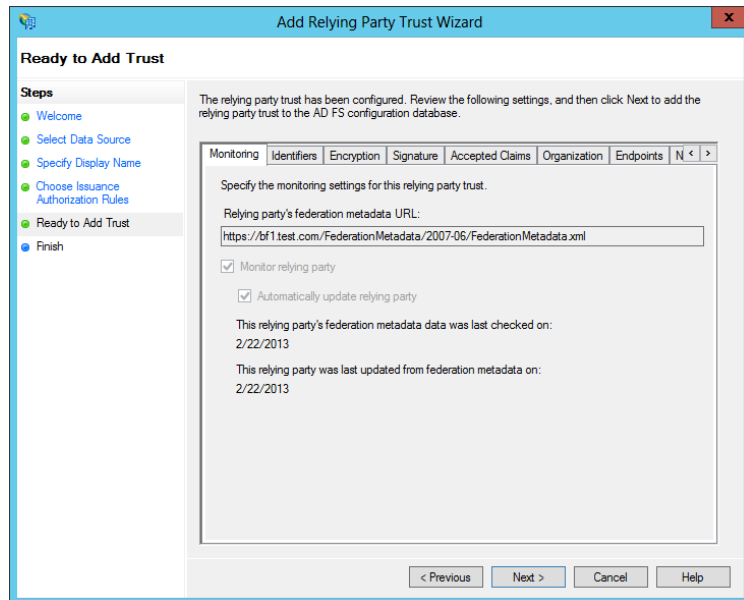 Add Relying Party Trust Wizard
x
Ready to Add Trust
Steps
Welcome
Select Data Source
Specify Display Name
Choose Issuance
Authorization Rules
Ready to Add Trust
Finish
The relying party trust has been configured. Review the following settings, and then click Next to add the
relying party trust to the AD FS configuration database.
Monitoring Identifiers Encryption Signature Accepted Claims Organization Endpoints N < >
Specify the monitoring settings for this relying party trust.
Relying party's federation metadata URL:
https://bf1.test.com/FederationMetadata/2007-06/FederationMetadata.xml
Monitor relying party
Automatically update relying party
This relying party's federation metadata data was last checked on:
2/22/2013
This relying party was last updated from federation metadata on:
2/22/2013
< Previous Next > Cancel Help